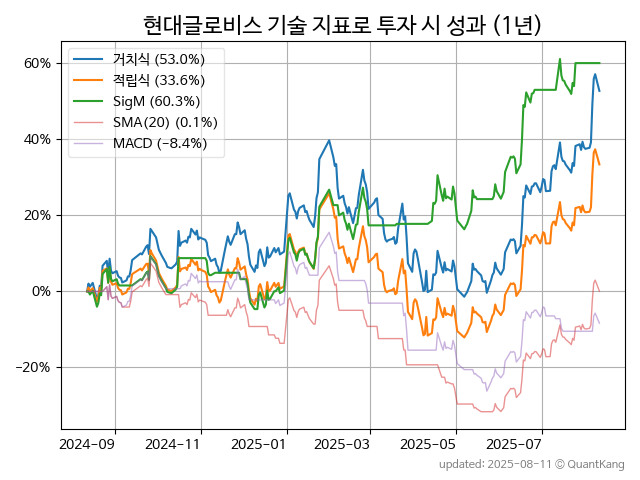 현대글로비스 기술 지표로 투자 시 성과 (1년)
거치식 (53.0%)
적립식 (33.6%)
SigM (60.3%)
SMA(20) (0.1%)
MACD (−8.4%)
60%
40%
20%
0%
−20%
2024-09 2024-11 2025-01 2025-03 2025-05 2025-07
updated: 2025-08-11 © QuantKang